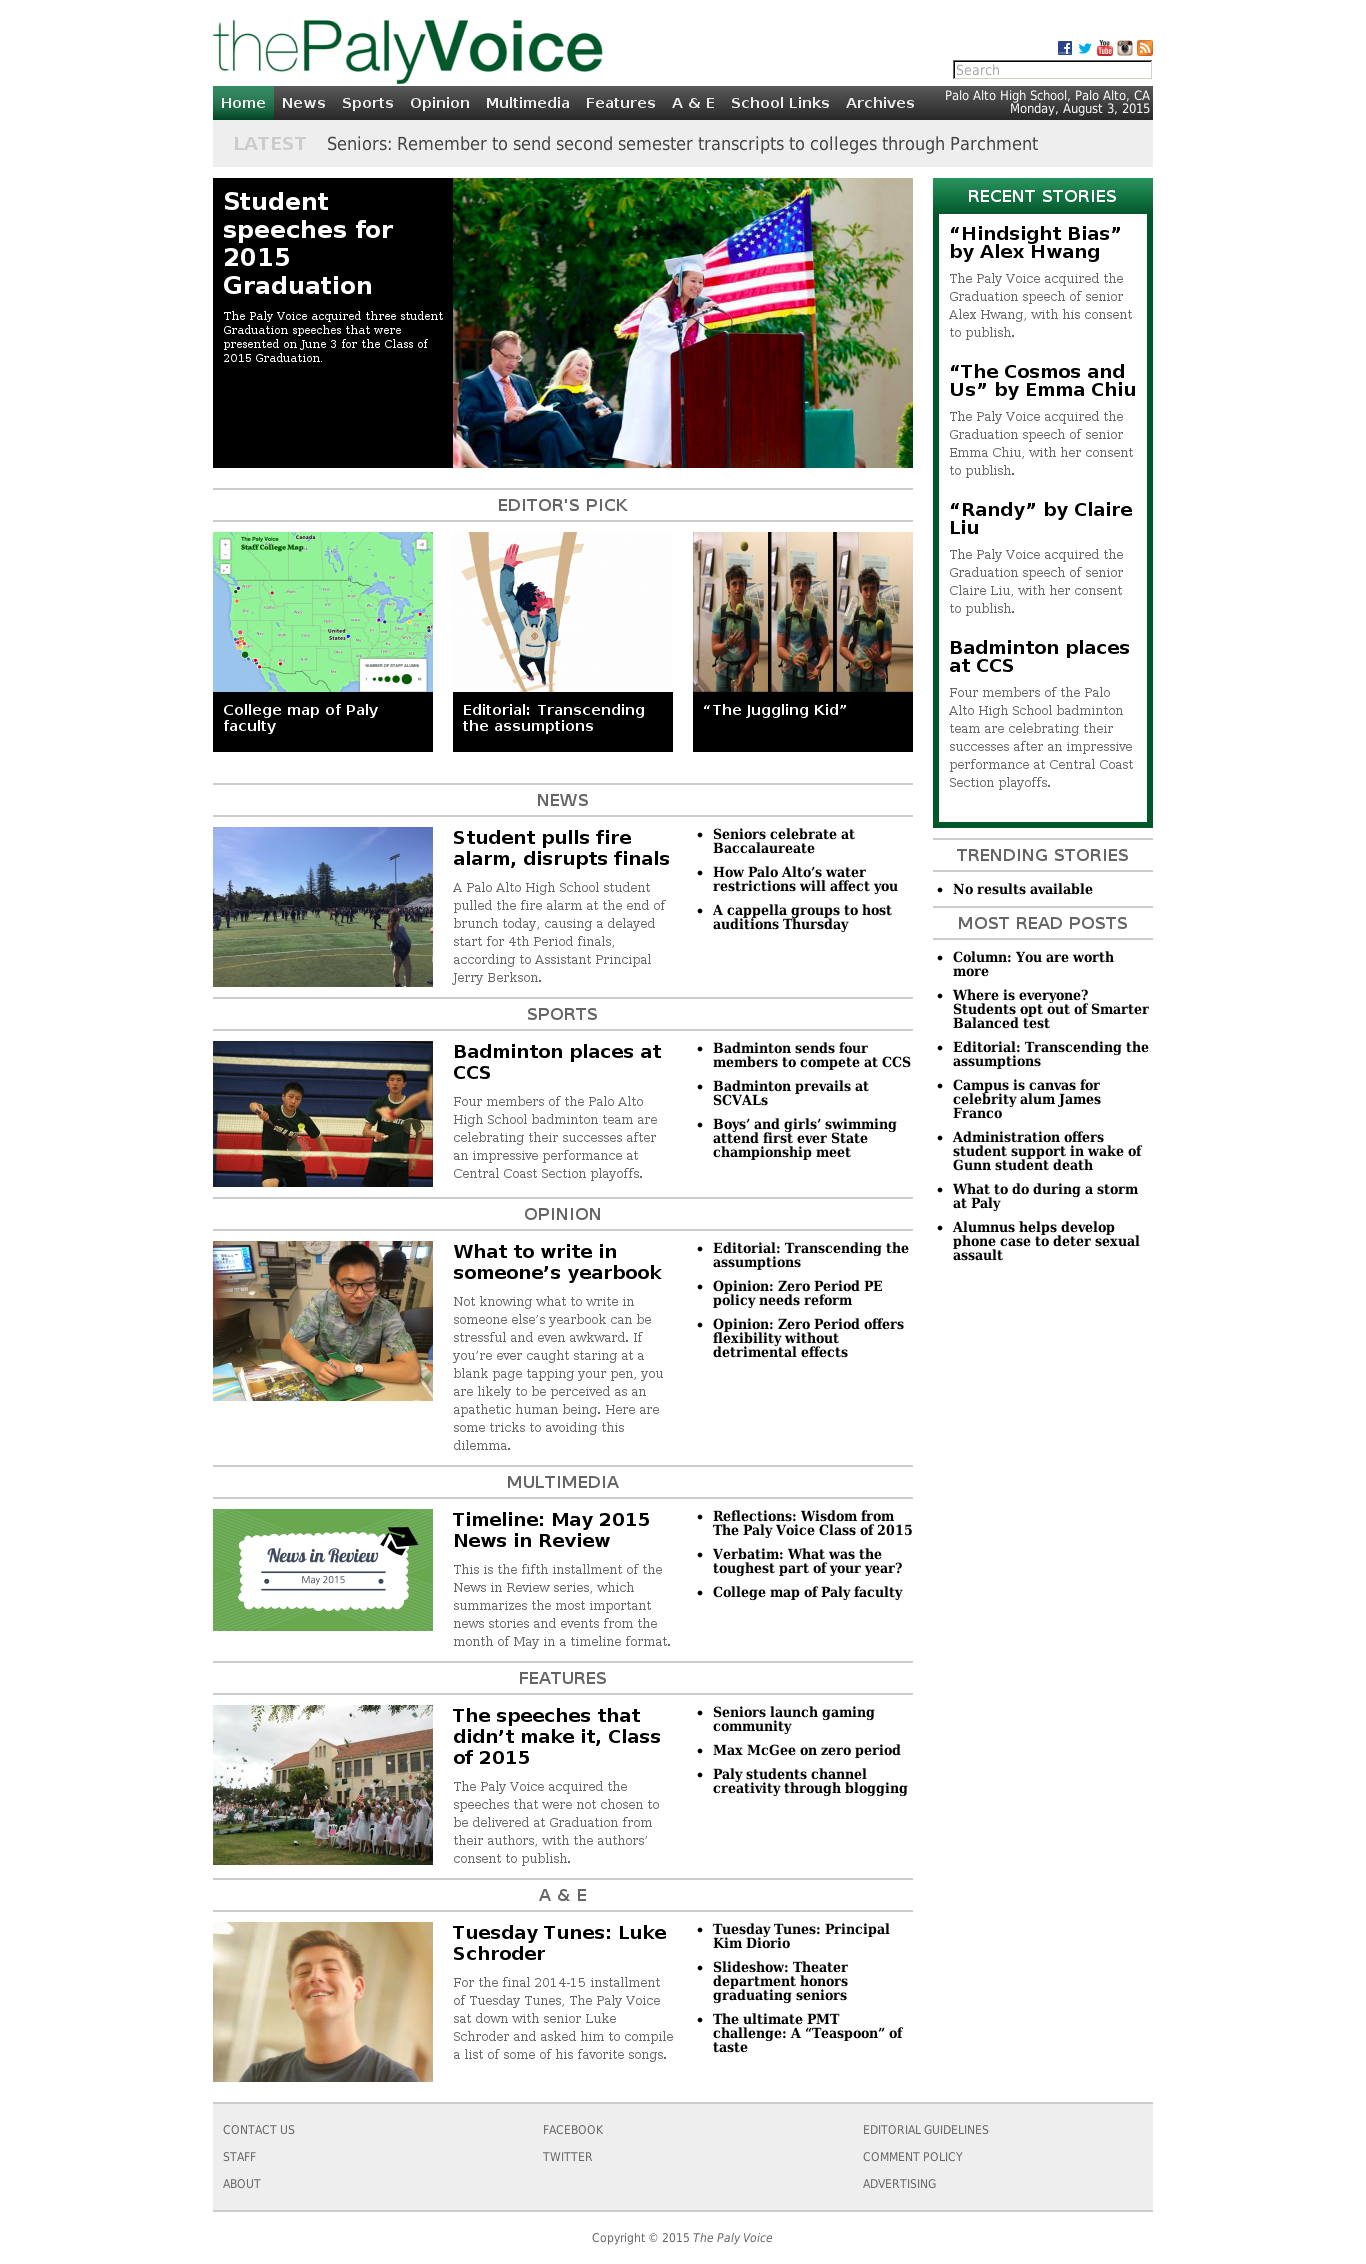 thePalyVoice
Search
Home News Sports Opinion Multimedia Features A & E School Links Archives
Palo Alto High School, Palo Alto, CA
Monday, August 3, 2015
LATEST Seniors: Remember to send second semester transcripts to colleges through Parchment
Student
speeches for
2015
Graduation
The Paly Voice acquired three student
Graduation speeches that were
presented on June 3 for the Class of
2015 Graduation.
EDITOR'S PICK
The Paly Voice
Staff College Map
Canada
United
States
NUMBER OF STAFF ALUMNI
College map of Paly
faculty
Editorial: Transcending
the assumptions
“The Juggling Kid”
NEWS
Student pulls fire
alarm, disrupts finals
A Palo Alto High School student
pulled the fire alarm at the end of
brunch today, causing a delayed
start for 4th Period finals,
according to Assistant Principal
Jerry Berkson.
Seniors celebrate at
Baccalaureate
How Palo Alto’s water
restrictions will affect you
A cappella groups to host
auditions Thursday
SPORTS
Badminton places at
CCS
Four members of the Palo Alto
High School badminton team are
celebrating their successes after
an impressive performance at
Central Coast Section playoffs.
Badminton sends four
members to compete at CCS
Badminton prevails at
SCVALs
Boys’ and girls’ swimming
attend first ever State
championship meet
OPINION
What to write in
someone’s yearbook
Not knowing what to write in
someone else’s yearbook can be
stressful and even awkward. If
you’re ever caught staring at a
blank page tapping your pen, you
are likely to be perceived as an
apathetic human being. Here are
some tricks to avoiding this
dilemma.
Editorial: Transcending the
assumptions
Opinion: Zero Period PE
policy needs reform
Opinion: Zero Period offers
flexibility without
detrimental effects
MULTIMEDIA
News in Review
May 2015
Timeline: May 2015
News in Review
This is the fifth installment of the
News in Review series, which
summarizes the most important
news stories and events from the
month of May in a timeline format.
Reflections: Wisdom from
The Paly Voice Class of 2015
Verbatim: What was the
toughest part of your year?
College map of Paly faculty
FEATURES
The speeches that
didn’t make it, Class
of 2015
The Paly Voice acquired the
speeches that were not chosen to
be delivered at Graduation from
their authors, with the authors’
consent to publish.
Seniors launch gaming
community
Max McGee on zero period
Paly students channel
creativity through blogging
A & E
Tuesday Tunes: Luke
Schroder
For the final 2014-15 installment
of Tuesday Tunes, The Paly Voice
sat down with senior Luke
Schroder and asked him to compile
a list of some of his favorite songs.
Tuesday Tunes: Principal
Kim Diorio
Slideshow: Theater
department honors
graduating seniors
The ultimate PMT
challenge: A “Teaspoon” of
taste
RECENT STORIES
“Hindsight Bias”
by Alex Hwang
The Paly Voice acquired the
Graduation speech of senior
Alex Hwang, with his consent
to publish.
“The Cosmos and
Us” by Emma Chiu
The Paly Voice acquired the
Graduation speech of senior
Emma Chiu, with her consent
to publish.
“Randy” by Claire
Liu
The Paly Voice acquired the
Graduation speech of senior
Claire Liu, with her consent
to publish.
Badminton places
at CCS
Four members of the Palo
Alto High School badminton
team are celebrating their
successes after an impressive
performance at Central Coast
Section playoffs.
TRENDING STORIES
No results available
MOST READ POSTS
Column: You are worth
more
Where is everyone?
Students opt out of Smarter
Balanced test
Editorial: Transcending the
assumptions
Campus is canvas for
celebrity alum James
Franco
Administration offers
student support in wake of
Gunn student death
What to do during a storm
at Paly
Alumnus helps develop
phone case to deter sexual
assault
CONTACT US
STAFF
ABOUT
FACEBOOK
TWITTER
EDITORIAL GUIDELINES
COMMENT POLICY
ADVERTISING
Copyright © 2015 The Paly Voice